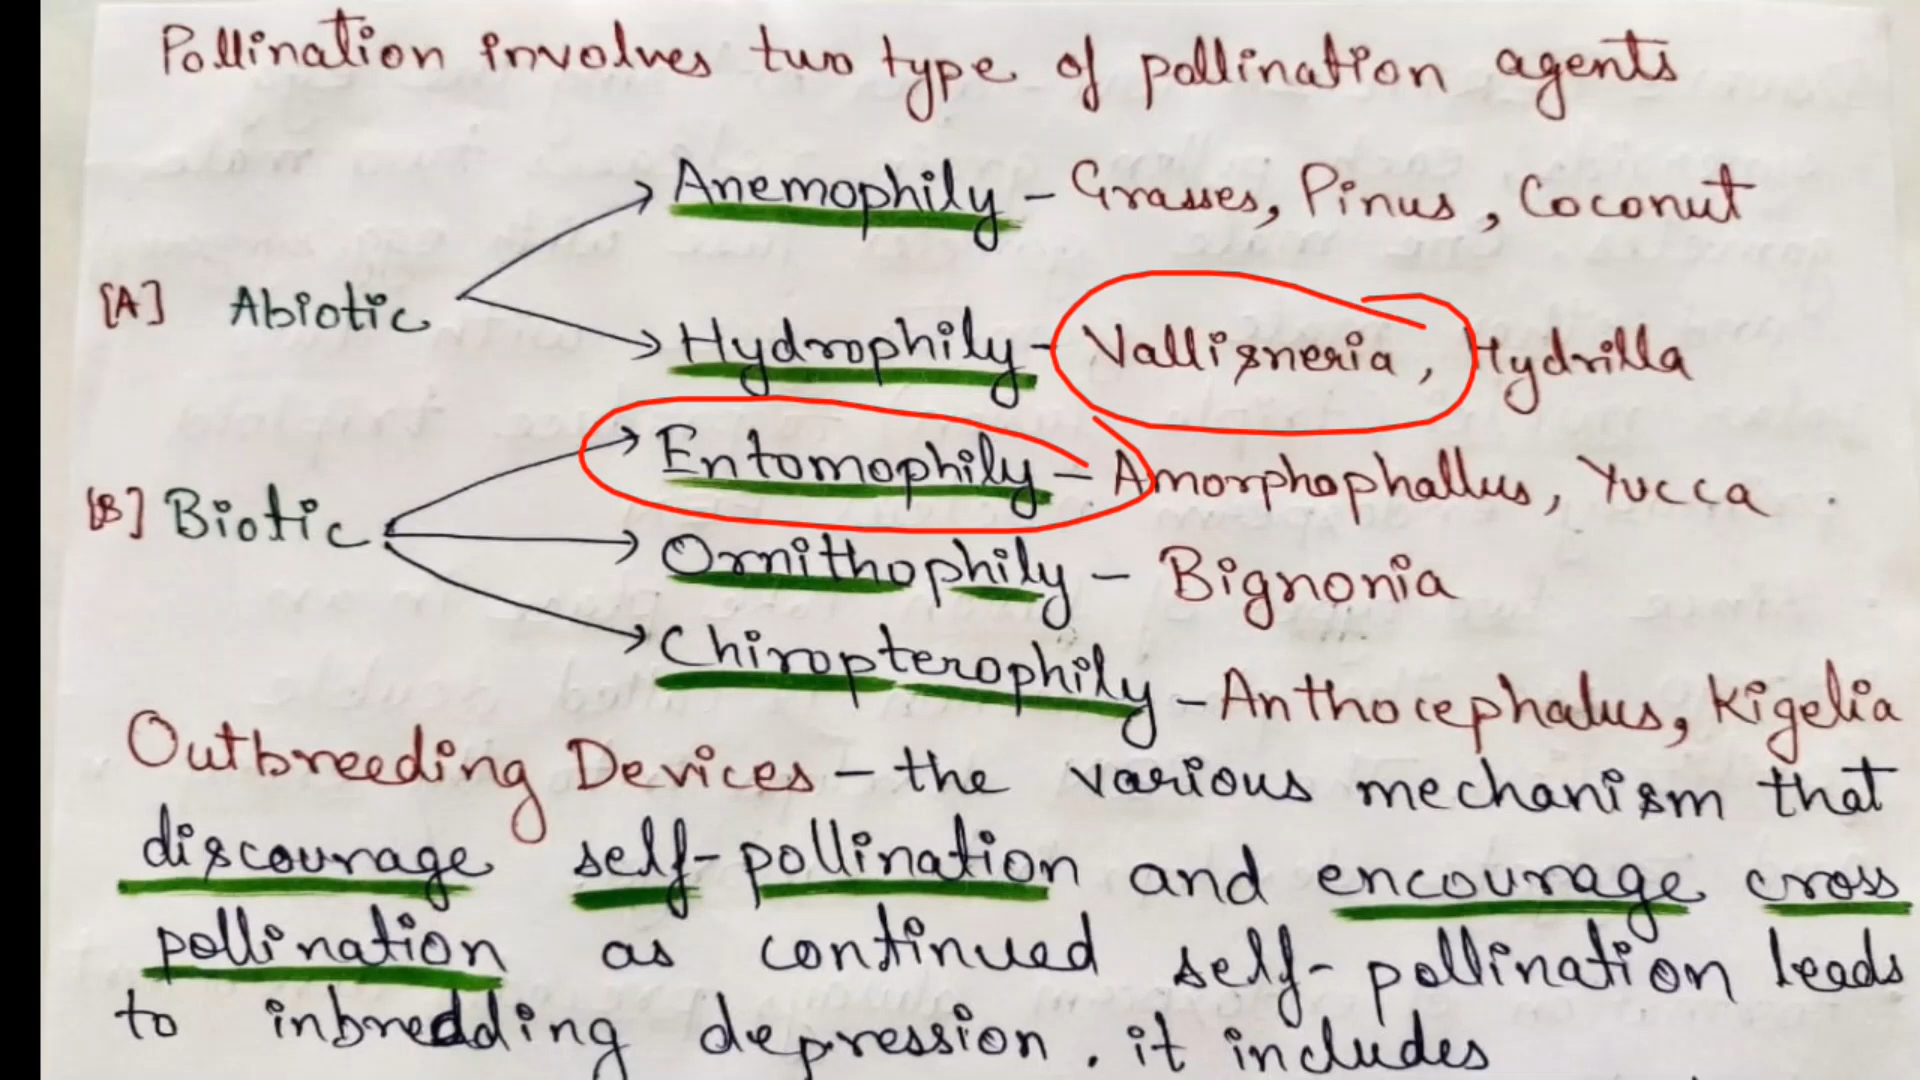 Pollination involves two type of pollination agents
Anemophily - Grasses, Pinus, Coconut
[A] Abiotic
Hydrophily - Vallisneria, Hydrilla
Entomophily - Amorphophallus, Yucca
[B] Biotic
Ornithophily - Bignonia
Chiropterophily - Anthocephalus, Kigelia
Outbreeding Devices - the various mechanism that
discourage self-pollination and encourage cross
pollination as continued self-pollination leads
to inbredding depression. it includes